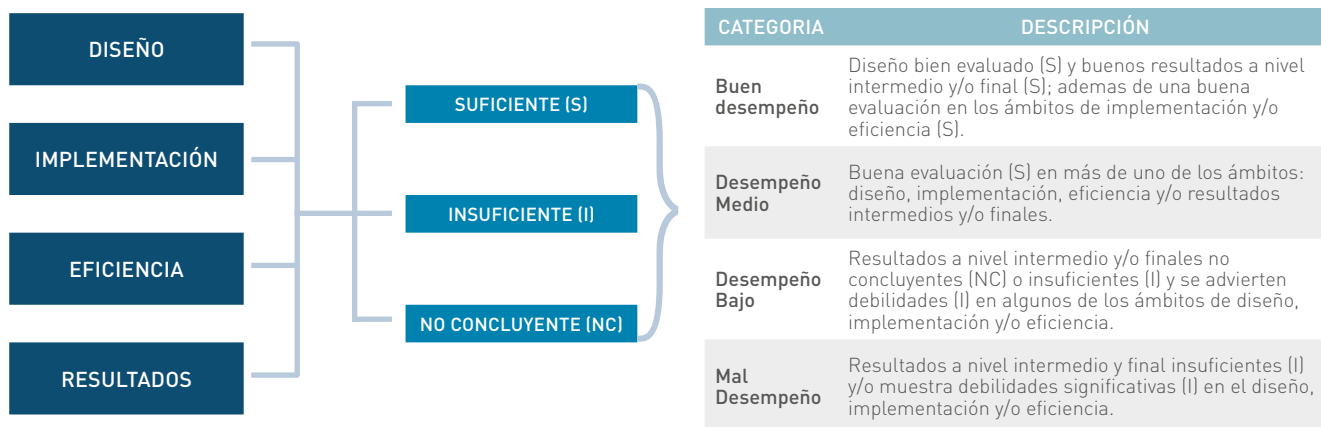 DISEÑO
IMPLEMENTACIÓN
EFICIENCIA
RESULTADOS
SUFICIENTE (S)
INSUFICIENTE (I)
NO CONCLUYENTE (NC)
CATEGORIA DESCRIPCIÓN
Buen
desempeño
Diseño bien evaluado (S) y buenos resultados a nivel
intermedio y/o final (S); ademas de una buena
evaluación en los ámbitos de implementación y/o
eficiencia (S).
Desempeño
Medio
Buena evaluación (S) en más de uno de los ámbitos:
diseño, implementación, eficiencia y/o resultados
intermedios y/o finales.
Desempeño
Bajo
Resultados a nivel intermedio y/o finales no
concluyentes (NC) o insuficientes (I) y se advierten
debilidades (I) en algunos de los ámbitos de diseño,
implementación y/o eficiencia.
Mal
Desempeño
Resultados a nivel intermedio y final insuficientes (I)
y/o muestra debilidades significativas (I) en el diseño,
implementación y/o eficiencia.